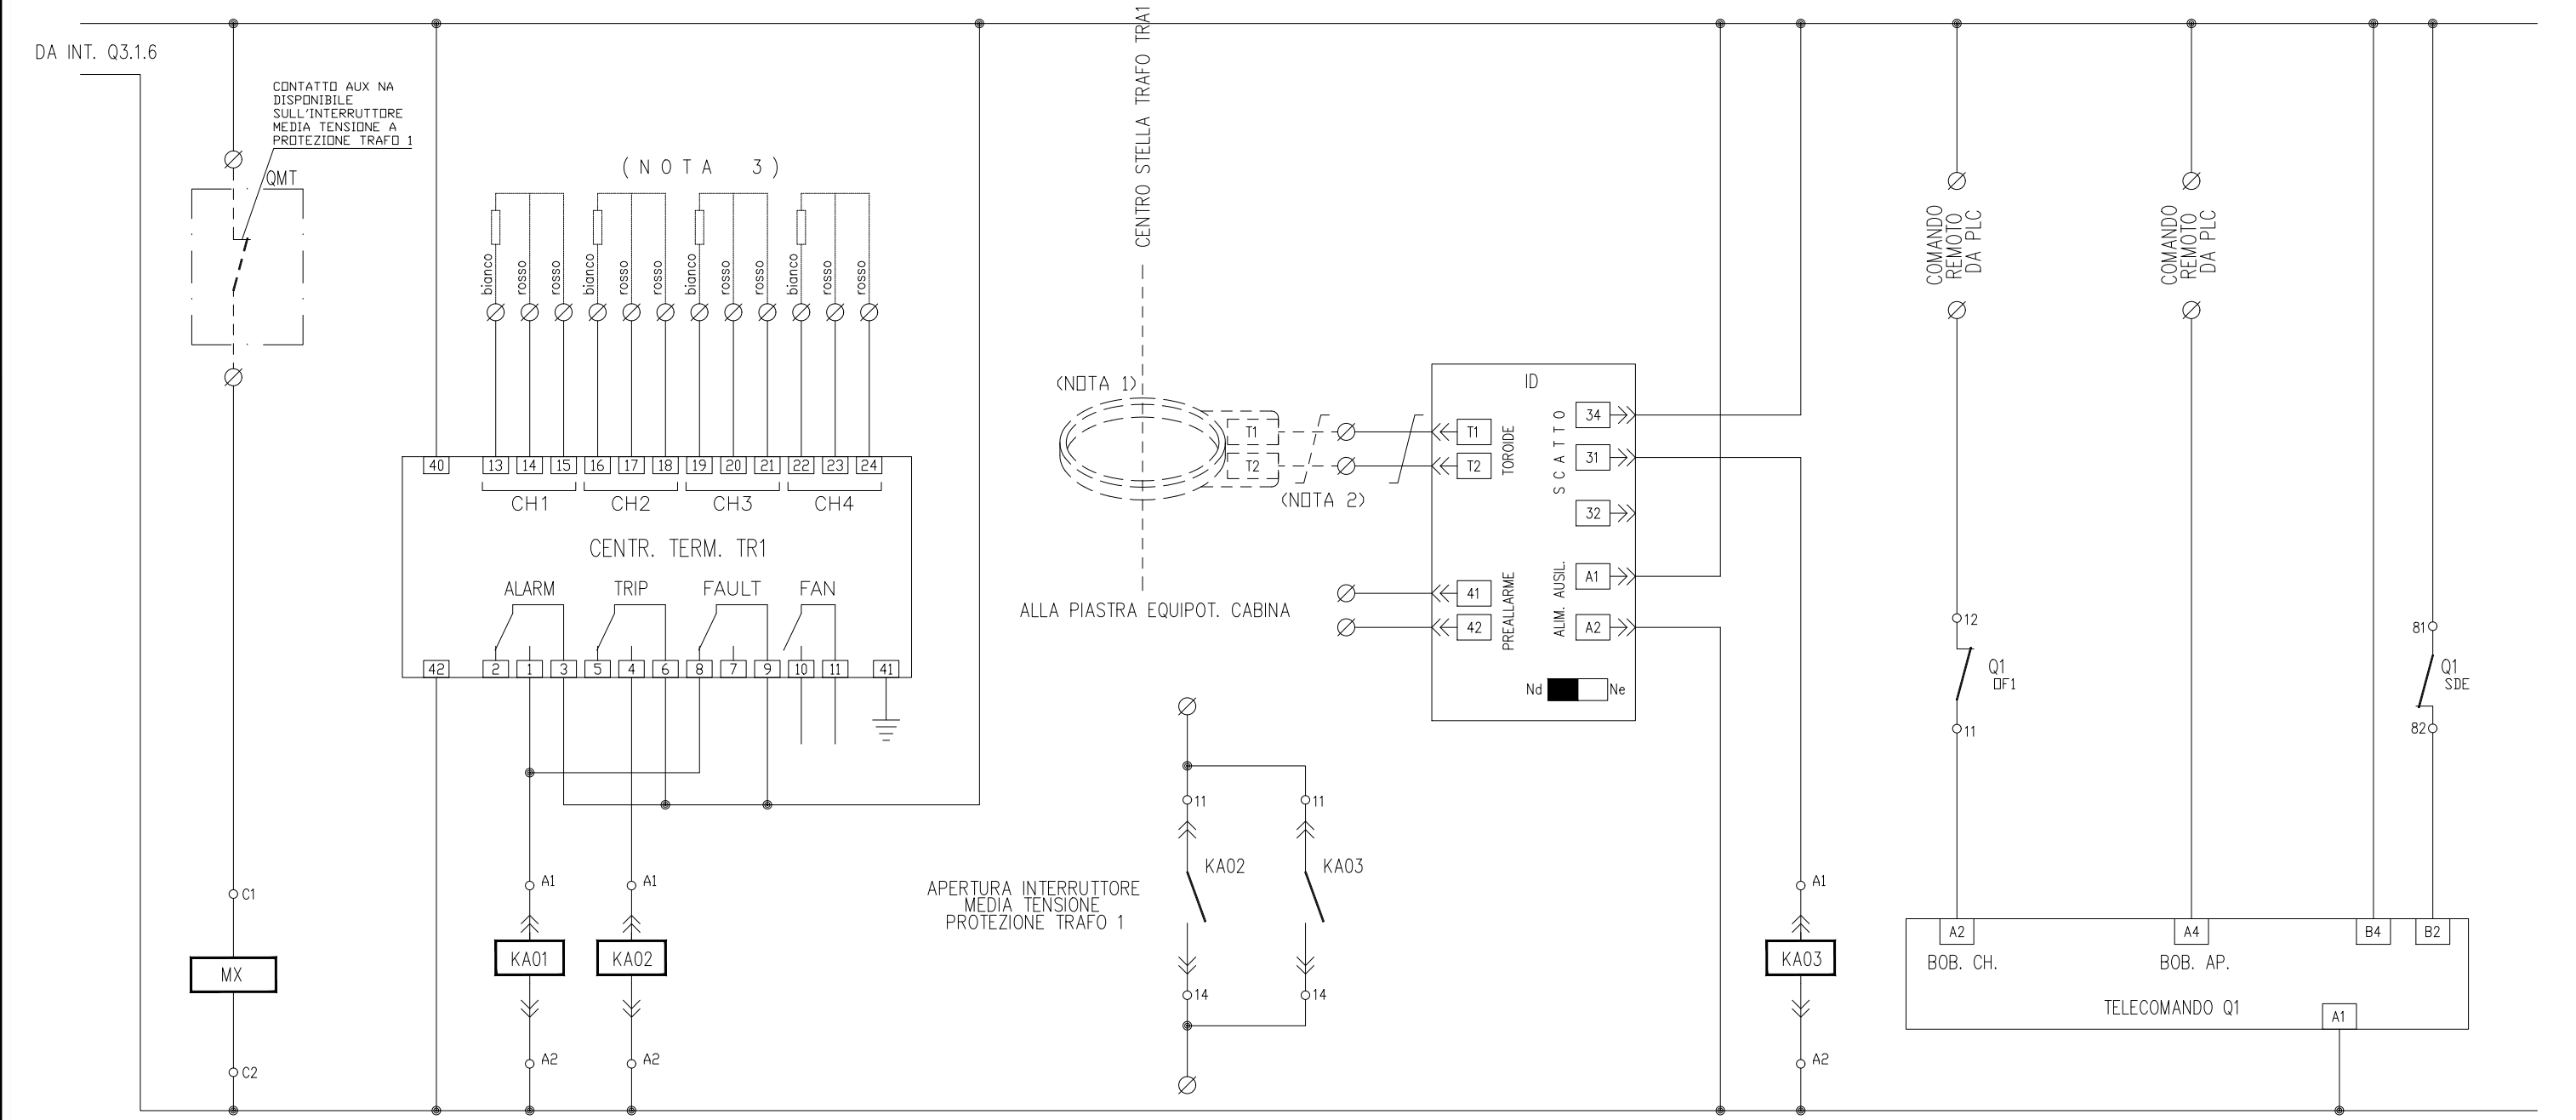 DA INT. Q3.1.6
CONTATTO AUX NA
DISPONIBILE
SULL'INTERRUTTORE
MEDIA TENSIONE A
PROTEZIONE TRAFO 1
QMT
C1
MX
C2
(NOTA 3)
bianco
rosso
rosso
bianco
rosso
rosso
bianco
rosso
rosso
bianco
rosso
rosso
40
13
14
15
16
17
18
19
20
21
22
23
24
CH1
CH2
CH3
CH4
CENTR. TERM. TR1
ALARM
TRIP
FAULT
FAN
42
2
1
3
5
4
6
8
7
9
10
11
41
A1
A1
KA01
KA02
A2
A2
CENTRO STELLA TRAFO TRA1
(NOTA 1)
T1
T2
(NOTA 2)
ALLA PIASTRA EQUIPOT. CABINA
ID
T1
T2
TOROIDE
SCATTO
34
31
32
41
42
PREALLARME
ALIM. AUSIL.
A1
A2
Nd
Ne
11
11
KA02
KA03
APERTURA INTERRUTTORE
MEDIA TENSIONE
PROTEZIONE TRAFO 1
14
14
A1
KA03
A2
COMANDO
REMOTO
DA PLC
COMANDO
REMOTO
DA PLC
12
Q1
OF1
11
81
Q1
SDE
82
A2
A4
B4
B2
BOB. CH.
BOB. AP.
TELECOMANDO Q1
A1